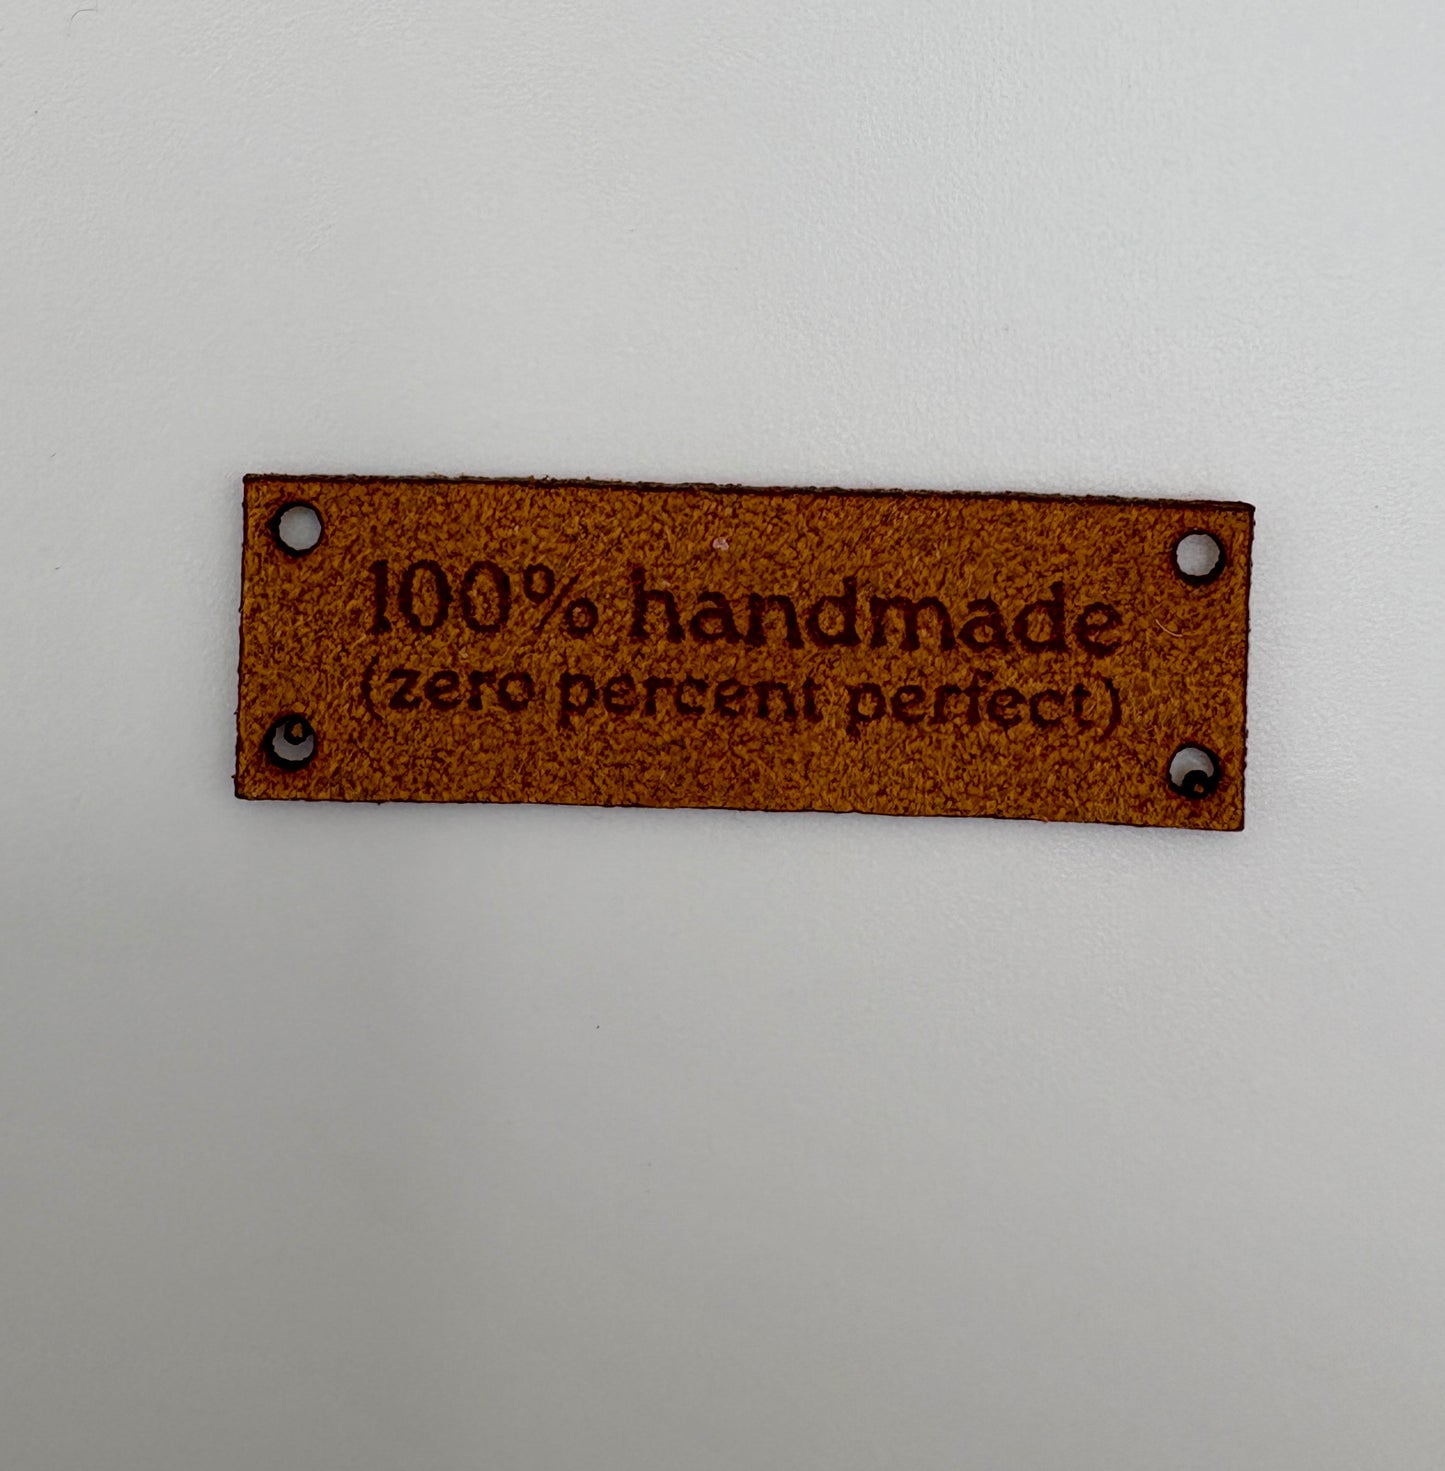 100% handmade
(zero percent perfect)